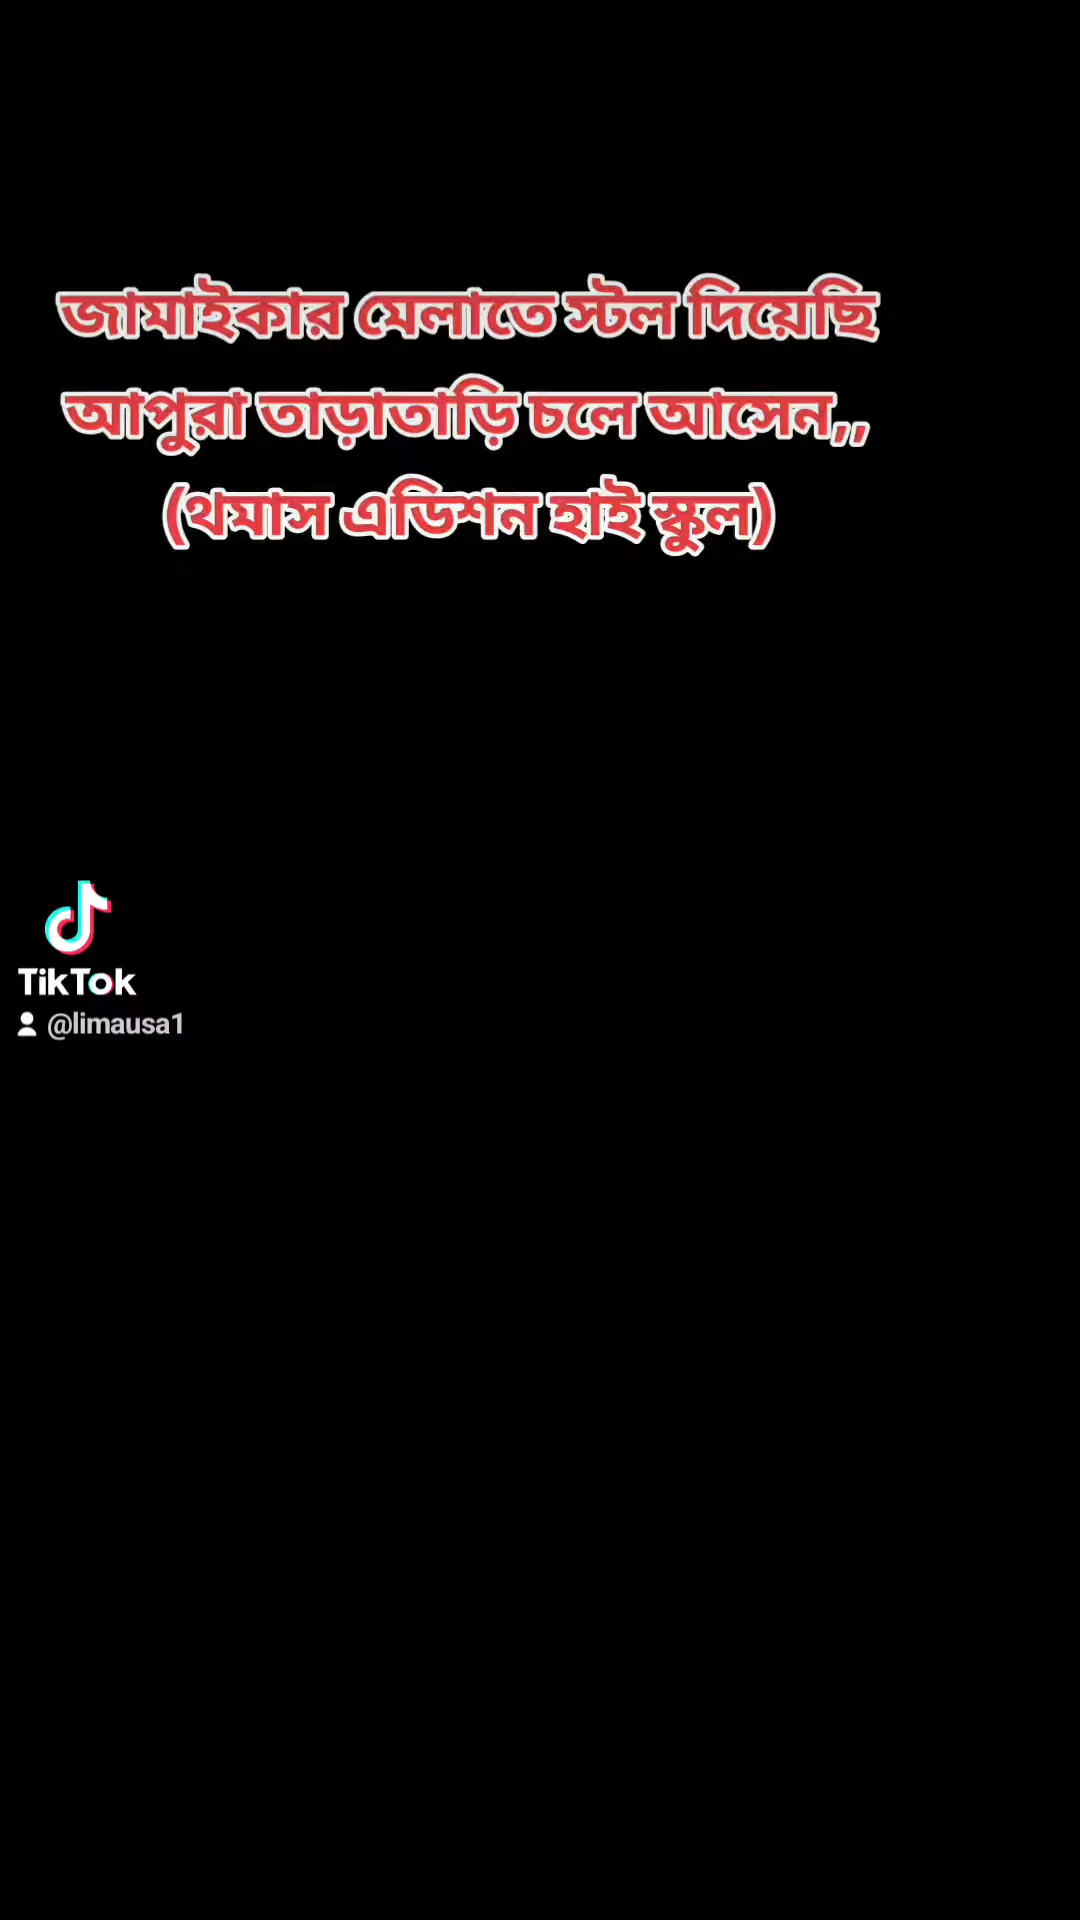 জামাইকার মেলাতে স্টল দিয়েছি
আপুরা তাড়াতাড়ি চলে আসেন,,
(থমাস এডিশন হাই স্কুল)
TikTok
@limausa1